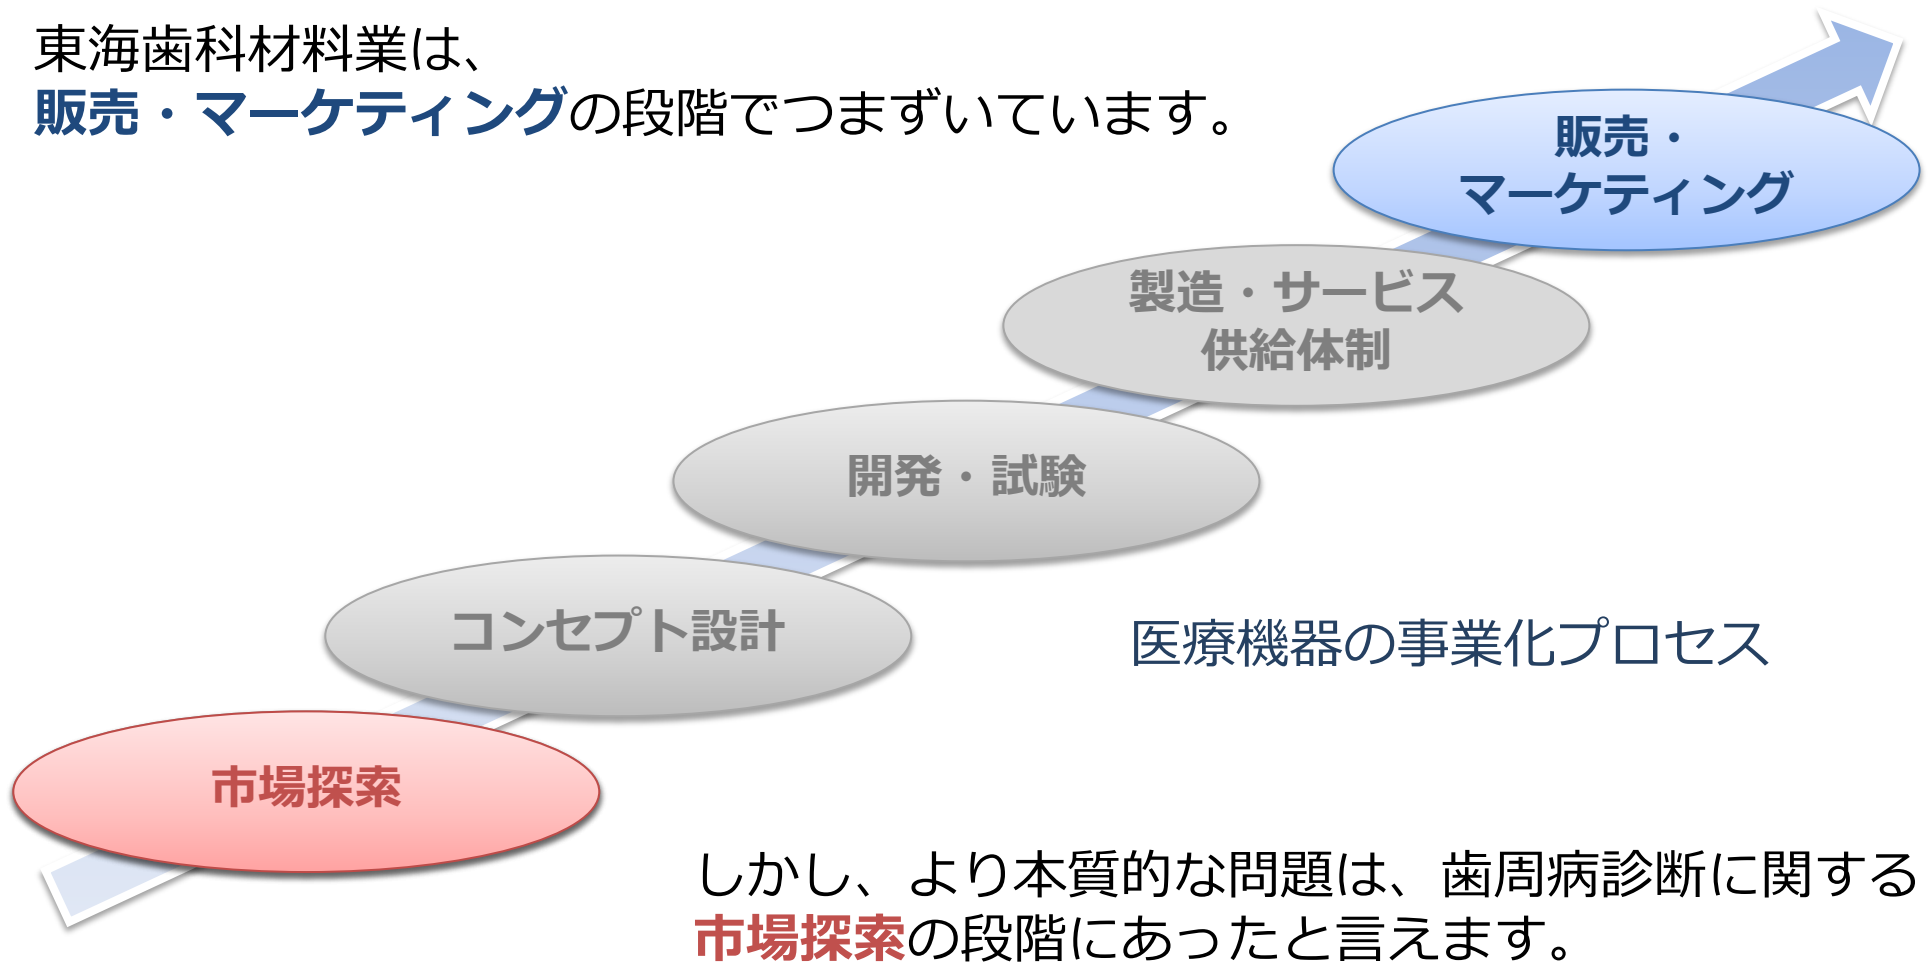 東海歯科材料業は、
販売・マーケティングの段階でつまずいています。
販売・
マーケティング
製造・サービス
供給体制
開発・試験
コンセプト設計
医療機器の事業化プロセス
市場探索
しかし、より本質的な問題は、歯周病診断に関する
市場探索の段階にあったと言えます。